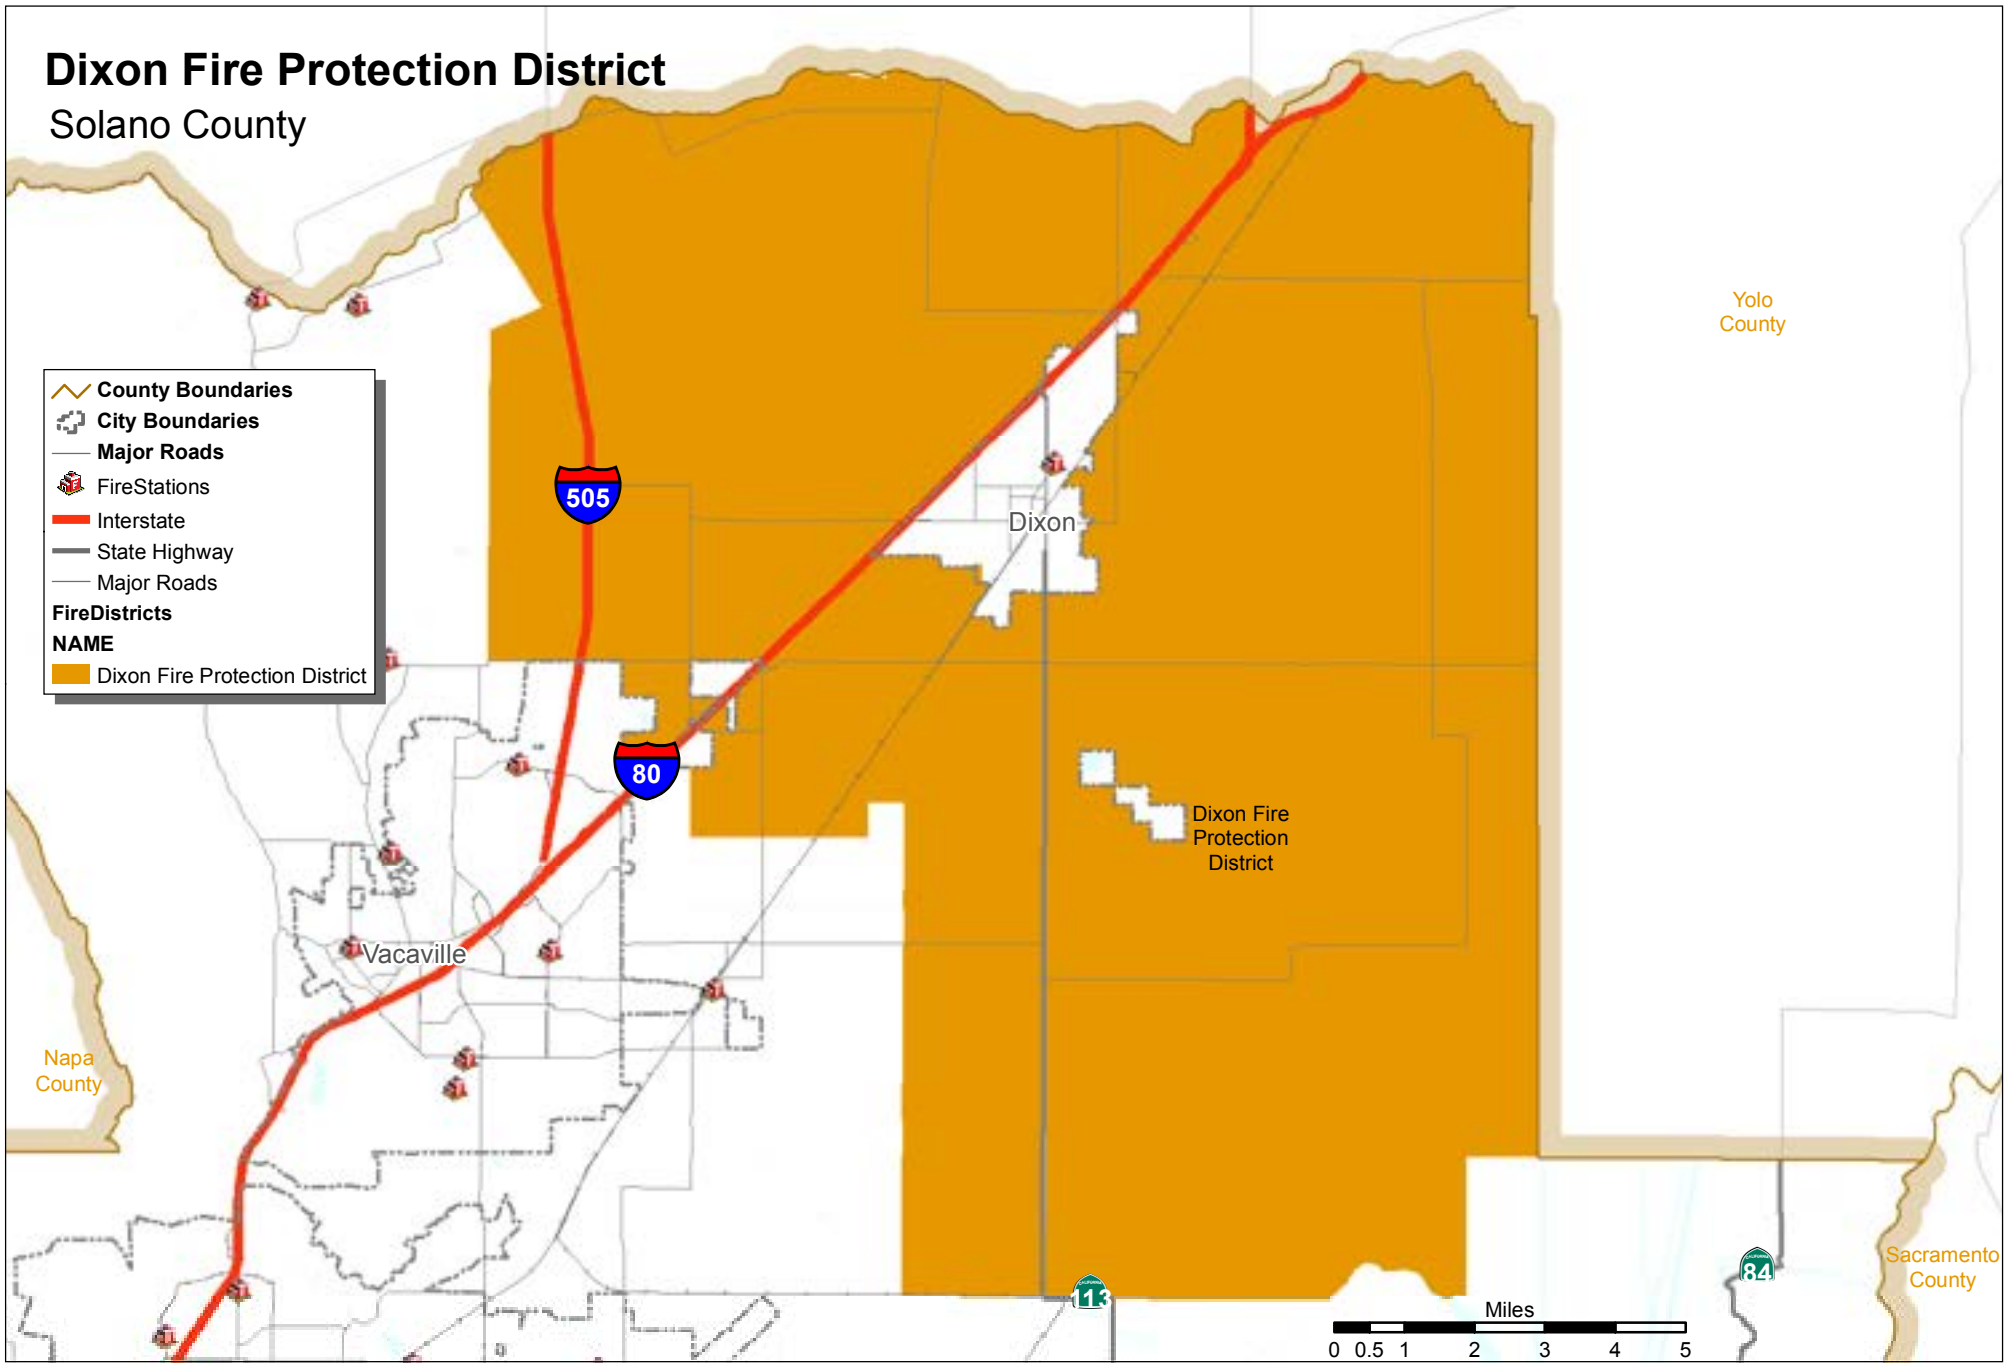 Dixon Fire Protection District
Solano County
Yolo
County
County Boundaries
City Boundaries
Major Roads
FireStations
Interstate
State Highway
Major Roads
FireDistricts
NAME
Dixon Fire Protection District
505
Dixon
80
Dixon Fire
Protection
District
Vacaville
Napa
County
Sacramento
County
CALIFORNIA
84
CALIFORNIA
113
Miles
0 0.5 1 2 3 4 5